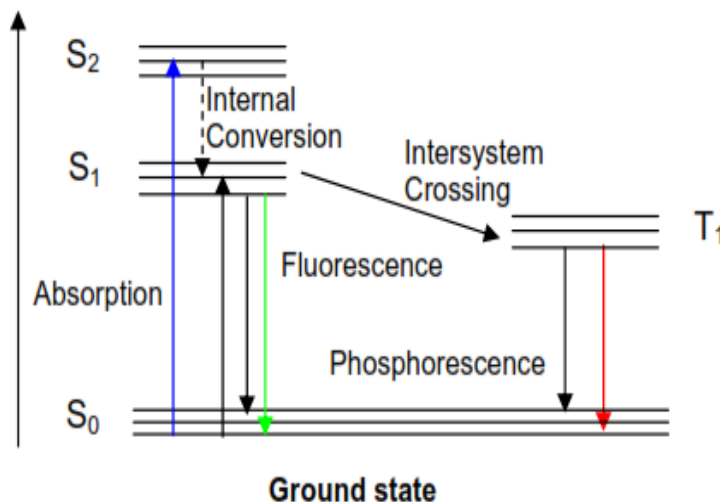 S₂
Internal
Conversion
S₁
Intersystem
Crossing
T₁
Fluorescence
Absorption
Phosphorescence
S₀
Ground state